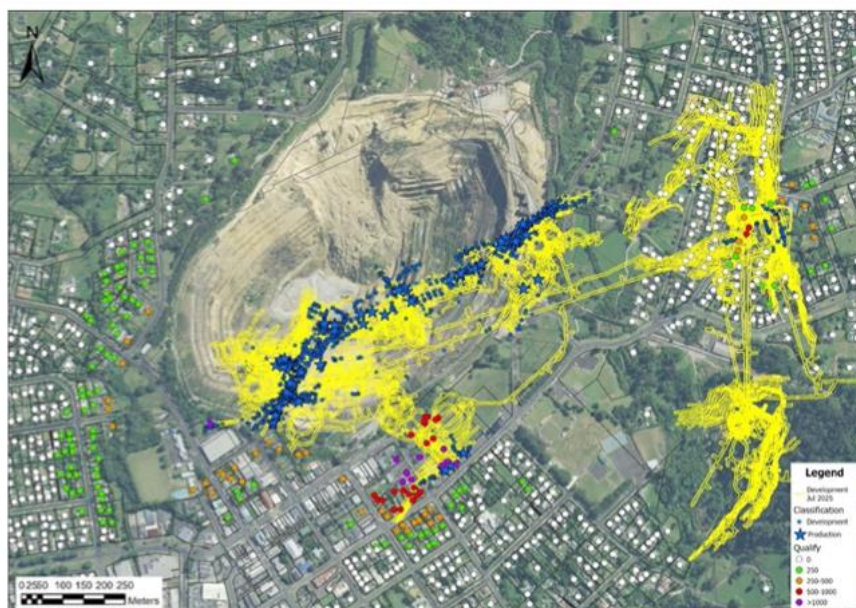 N
0 25 50 100 150 200 250
Meters
Legend
Development
Jul 2025
Classification
Development
Production
Qualify
0
250
250-500
500-1000
>1000